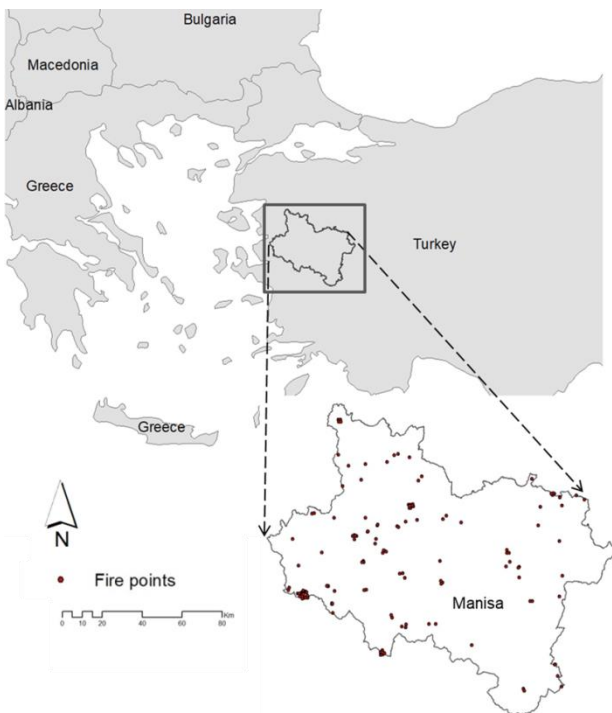 Bulgaria
Macedonia
Albania
Greece
Turkey
Greece
N
Fire points
Manisa
Km
0 10 20 40 60 80